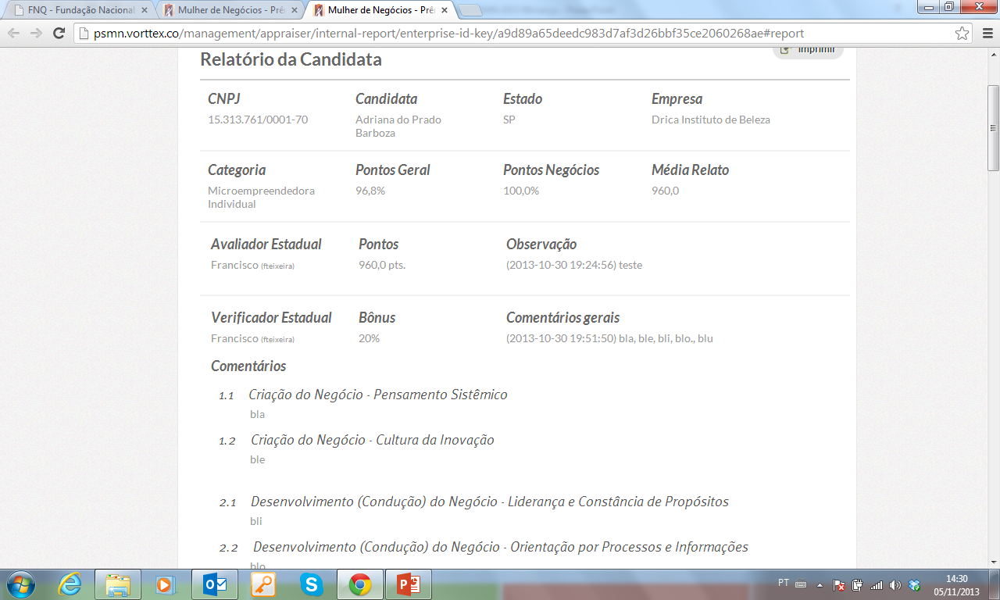 FNQ - Fundação Nacional
Mulher de Negócios - Prê
Mulher de Negócios - Prê
psmn.vorttex.co/management/appraiser/internal-report/enterprise-id-key/a9d89a65deedc983d7af3d26bbf35ce2060268ae#report
Relatório da Candidata
Imprimir
CNPJ
Candidata
Estado
Empresa
15.313.761/0001-70
Adriana do Prado
Barboza
SP
Drica Instituto de Beleza
Categoria
Pontos Geral
Pontos Negócios
Média Relato
Microempreendedora
Individual
96,8%
100,0%
960,0
Avaliador Estadual
Pontos
Observação
Francisco (fteixeira)
960,0 pts.
(2013-10-30 19:24:56) teste
Verificador Estadual
Bônus
Comentários gerais
Francisco (fteixeira)
20%
(2013-10-30 19:51:50) bla, ble, bli, blo., blu
Comentários
1.1 Criação do Negócio - Pensamento Sistêmico
bla
1.2 Criação do Negócio - Cultura da Inovação
ble
2.1 Desenvolvimento (Condução) do Negócio - Liderança e Constância de Propósitos
bli
2.2 Desenvolvimento (Condução) do Negócio - Orientação por Processos e Informações
blo
PT
14:30
05/11/2013